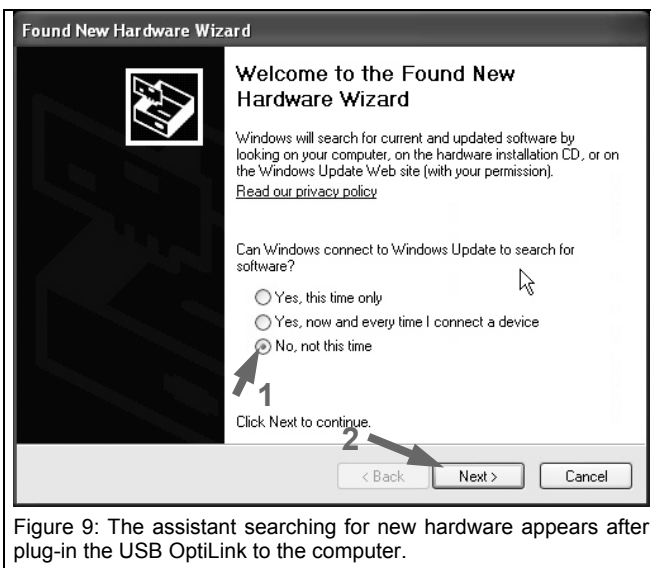 Found New Hardware Wizard
Welcome to the Found New
Hardware Wizard
Windows will search for current and updated software by
looking on your computer, on the hardware installation CD, or on
the Windows Update Web site (with your permission).
Read our privacy policy
Can Windows connect to Windows Update to search for
software?
Yes, this time only
Yes, now and every time I connect a device
No, not this time
1
Click Next to continue.
2
< Back
Next >
Cancel
Figure 9: The assistant searching for new hardware appears after
plug-in the USB OptiLink to the computer.